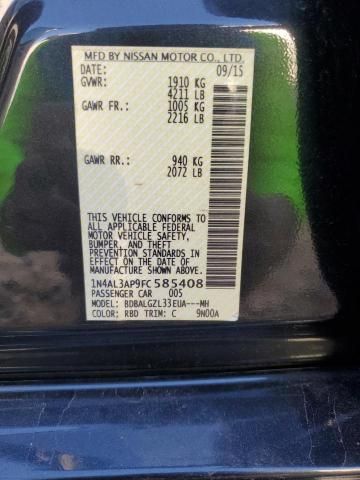 MFD BY NISSAN MOTOR CO., LTD.
DATE: 09/15
GVWR: 1910 KG
4211 LB
GAWR FR.: 1005 KG
2216 LB
GAWR RR.: 940 KG
2072 LB
THIS VEHICLE CONFORMS TO
ALL APPLICABLE FEDERAL
MOTOR VEHICLE SAFETY,
BUMPER, AND THEFT
PREVENTION STANDARDS
IN EFFECT ON THE DATE OF
MANUFACTURE SHOWN
ABOVE.
1N4AL3AP9FC585408
PASSENGER CAR 005
MODEL: BDBALGZL33EUA---MH
COLOR: RBD TRIM: C 9N00A